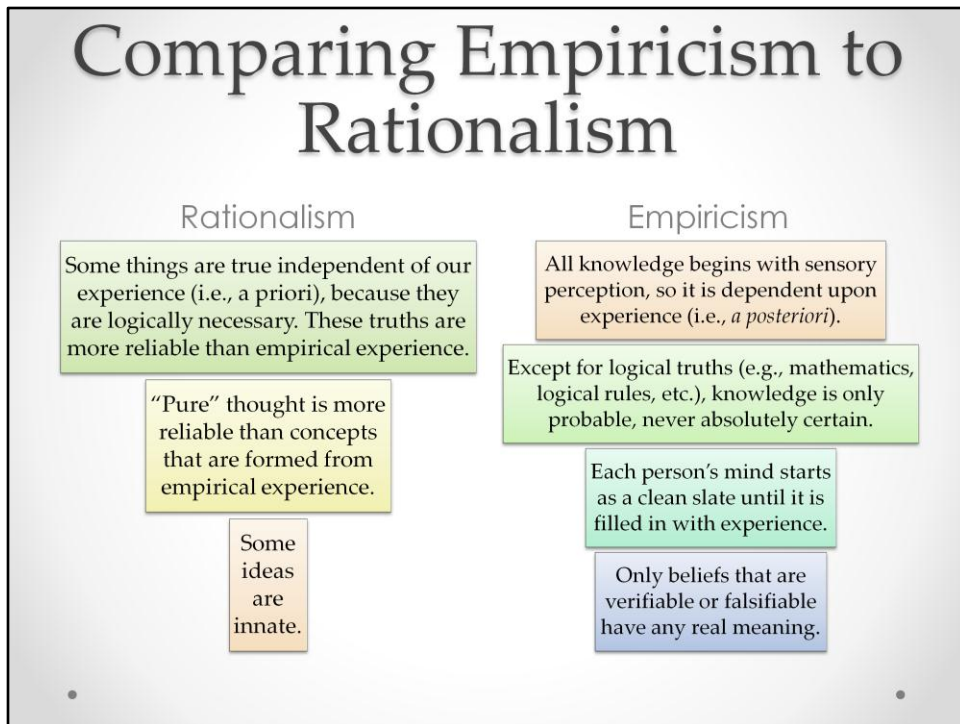 Comparing Empiricism to
Rationalism
Rationalism
Some things are true independent of our
experience (i.e., a priori), because they
are logically necessary. These truths are
more reliable than empirical experience.
“Pure” thought is more
reliable than concepts
that are formed from
empirical experience.
Some
ideas
are
innate.
Empiricism
All knowledge begins with sensory
perception, so it is dependent upon
experience (i.e., a posteriori).
Except for logical truths (e.g., mathematics,
logical rules, etc.), knowledge is only
probable, never absolutely certain.
Each person’s mind starts
as a clean slate until it is
filled in with experience.
Only beliefs that are
verifiable or falsifiable
have any real meaning.